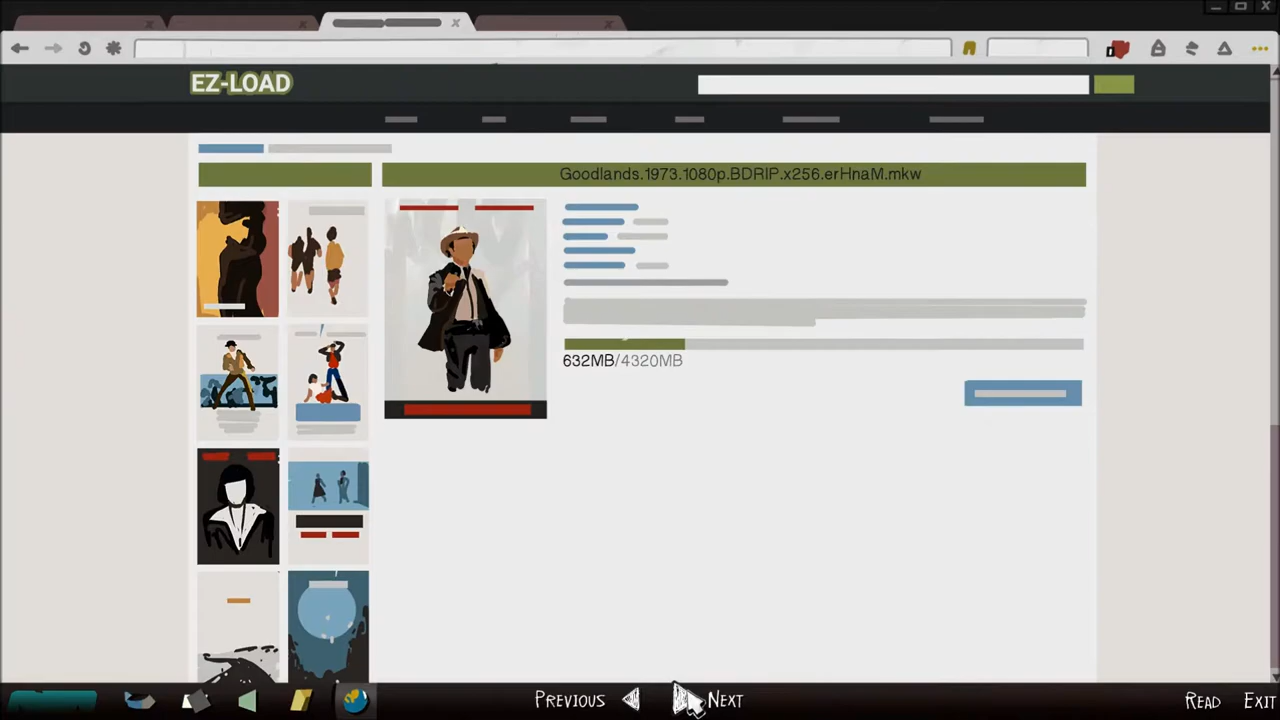 EZ-LOAD
Goodlands.1973.1080p.BDRIP.x256.erHnaM.mkw
632MB/4320MB
PREVIOUS NEXT READ EXIT